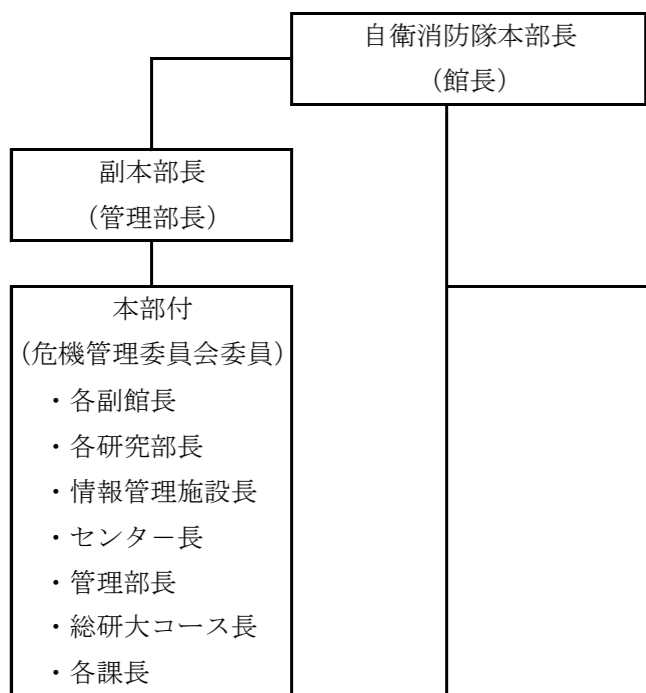 自衛消防隊本部長
（館長）
副本部長
（管理部長）
本部付
（危機管理委員会委員）
・各副館長
・各研究部長
・情報管理施設長
・センタ－長
・管理部長
・総研大コース長
・各課長